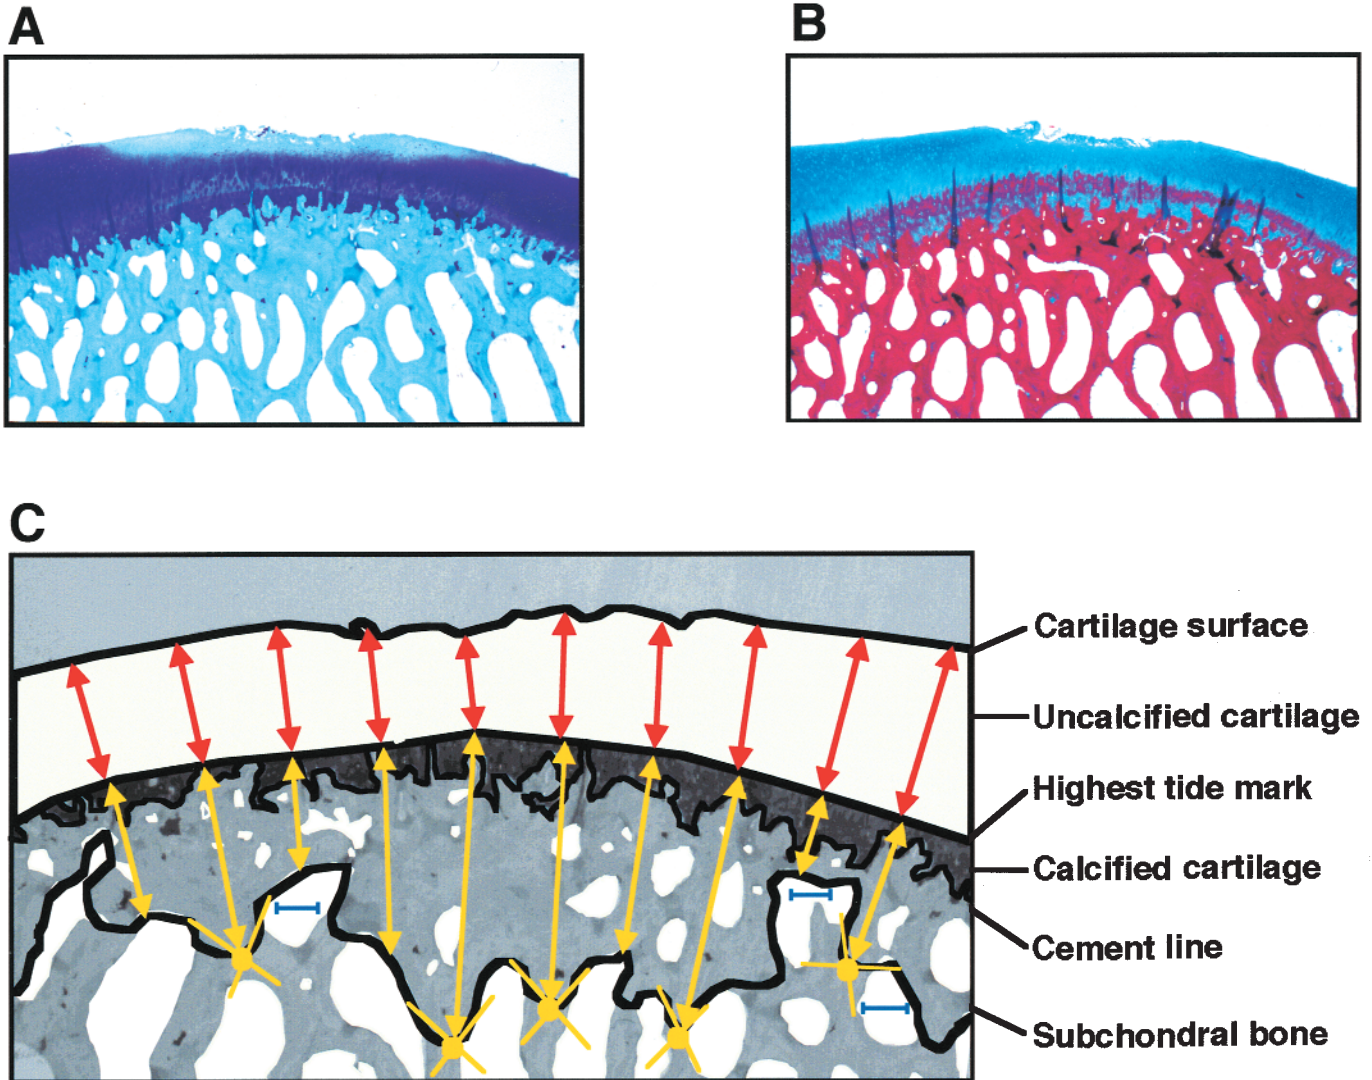 A
B
C
Cartilage surface
Uncalcified cartilage
Highest tide mark
Calcified cartilage
Cement line
Subchondral bone